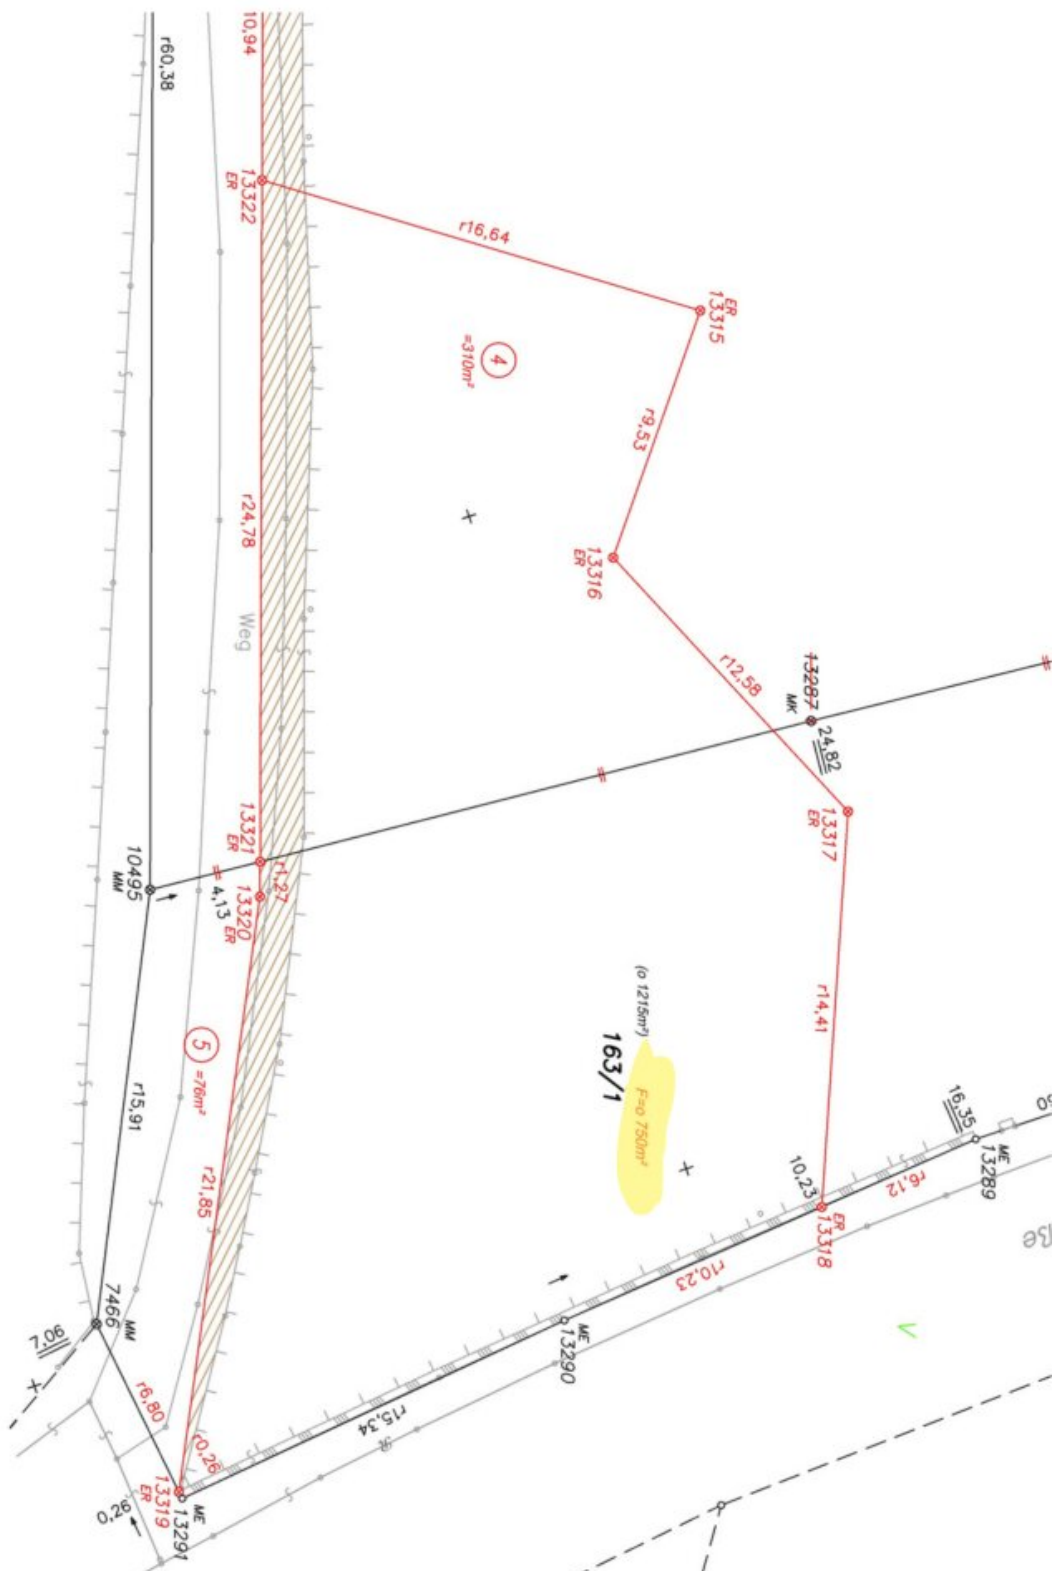 r60,38
10,94
13322
ER
r16,64
ER
13315
4
=310m²
r9,53
r24,78
13316
ER
Weg
r12,58
13287
MK
24,82
13317
ER
13321
ER
r1,27
10495
MM
4,13
13320
ER
(o 1215m²)
163/1
F=o 750m²
r14,41
5
=76m²
r15,91
r21,85
16,35
ME
13289
r6,12
10,23
ER
13318
r10,23
ße
7466
MM
7,06
ME
13290
r6,80
r15,34
r0,26
13319
ER
ME
13291
0,26